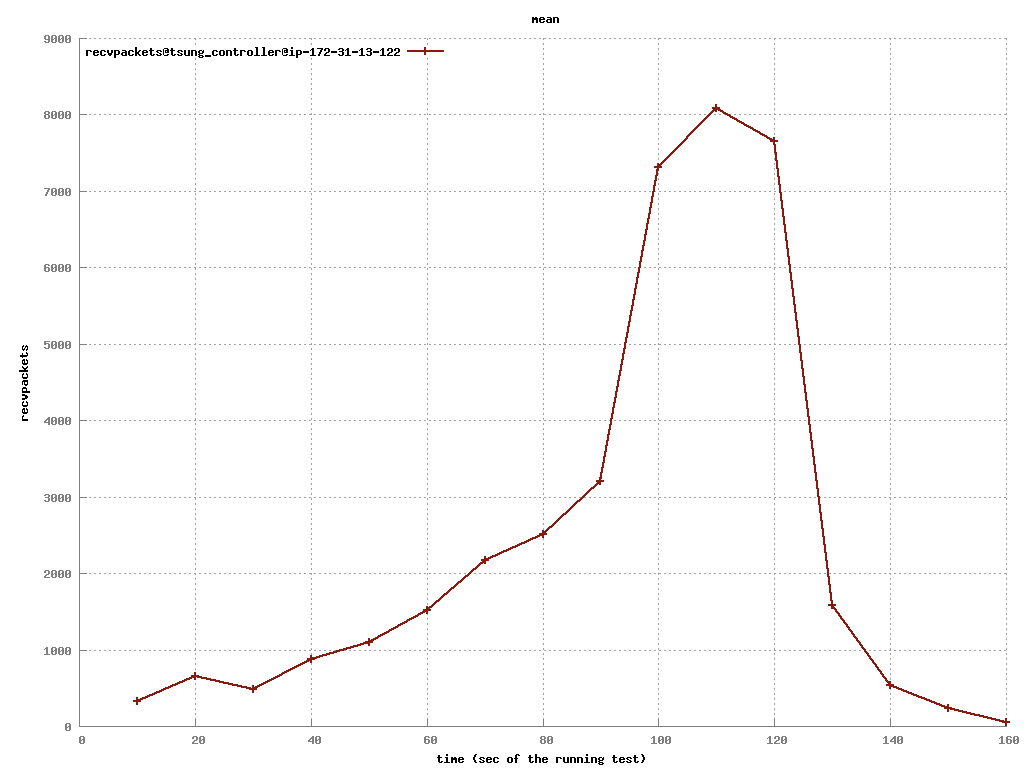 mean
recvpackets@tsung_controller@ip-172-31-13-122
9000
8000
7000
6000
5000
4000
3000
2000
1000
0
recvpackets
0 20 40 60 80 100 120 140 160
time (sec of the running test)